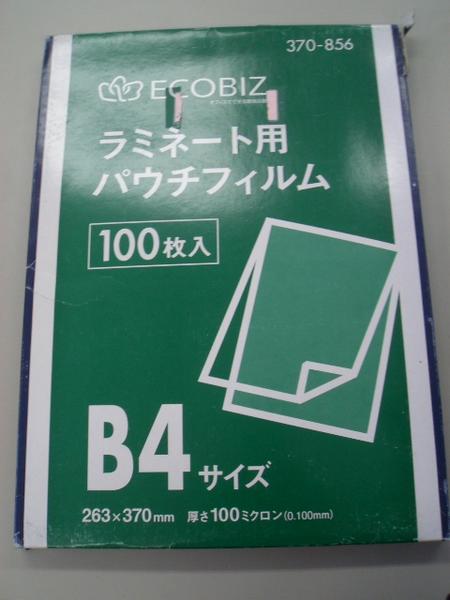 370-856
ECOBIZ
ラミネート用
パウチフィルム
100枚入
B4サイズ
263×370mm 厚さ100ミクロン(0.100mm)